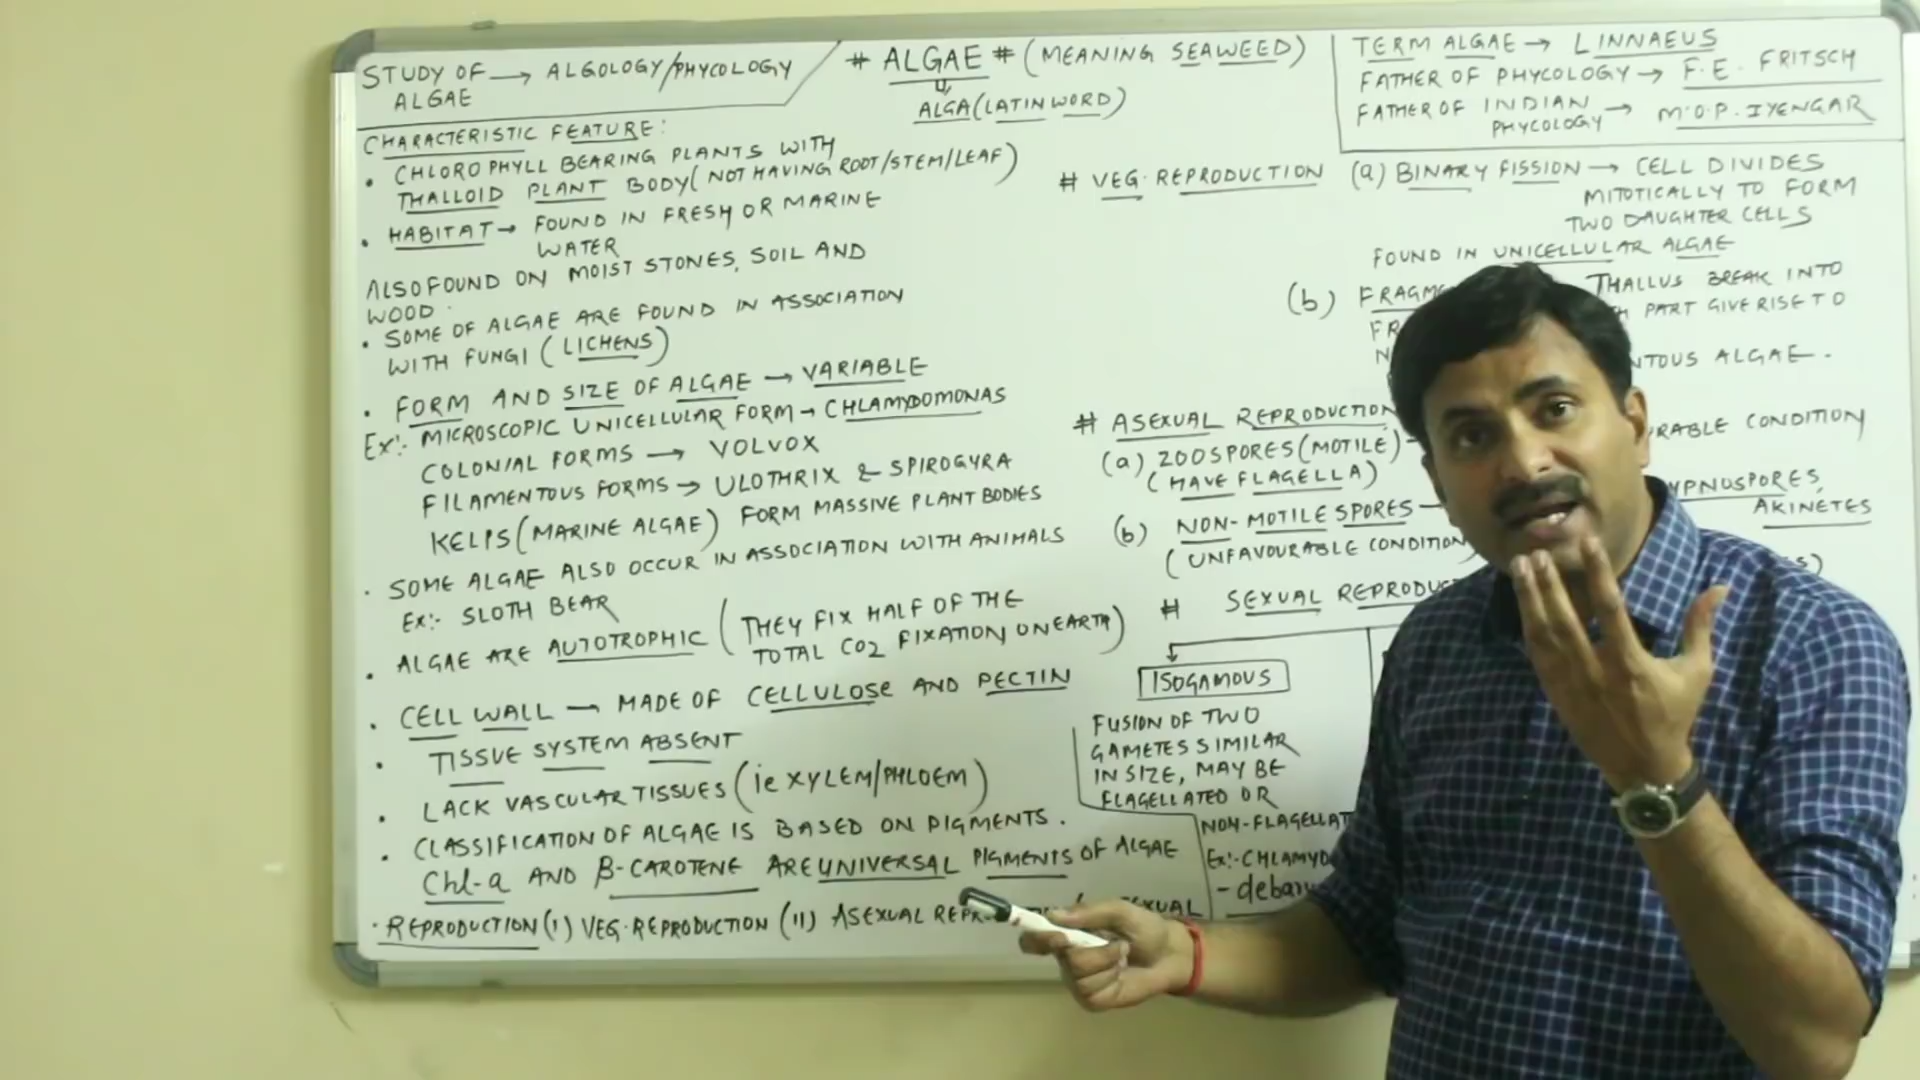 STUDY OF → ALGOLOGY/PHYCOLOGY
ALGAE
# ALGAE # (MEANING SEAWEED)
ALGA (LATIN WORD)
TERM ALGAE → LINNAEUS
FATHER OF PHYCOLOGY → F.E. FRITSCH
FATHER OF INDIAN PHYCOLOGY → M.O.P. IYENGAR
CHARACTERISTIC FEATURE:
• CHLOROPHYLL BEARING PLANTS WITH
THALLOID PLANT BODY (NOT HAVING ROOT/STEM/LEAF)
• HABITAT → FOUND IN FRESH OR MARINE
WATER
ALSO FOUND ON MOIST STONES, SOIL AND
WOOD.
• SOME OF ALGAE ARE FOUND IN ASSOCIATION
WITH FUNGI (LICHENS)
• FORM AND SIZE OF ALGAE → VARIABLE
Ex:- MICROSCOPIC UNICELLULAR FORM → CHLAMYDOMONAS
COLONIAL FORMS → VOLVOX
FILAMENTOUS FORMS → ULOTHRIX & SPIROGYRA
KELPS (MARINE ALGAE) FORM MASSIVE PLANT BODIES
• SOME ALGAE ALSO OCCUR IN ASSOCIATION WITH ANIMALS
Ex:- SLOTH BEAR
• ALGAE ARE AUTOTROPHIC (THEY FIX HALF OF THE
TOTAL CO2 FIXATION ON EARTH)
• CELL WALL — MADE OF CELLULOSE AND PECTIN
• TISSUE SYSTEM ABSENT
• LACK VASCULAR TISSUES (ie XYLEM/PHLOEM)
• CLASSIFICATION OF ALGAE IS BASED ON PIGMENTS.
Chl-a AND β-CAROTENE ARE UNIVERSAL PIGMENTS OF ALGAE
• REPRODUCTION (I) VEG. REPRODUCTION (II) ASEXUAL
# VEG. REPRODUCTION (a) BINARY FISSION → CELL DIVIDES
MITOTICALLY TO FORM
TWO DAUGHTER CELLS
FOUND IN UNICELLULAR ALGAE
(b) THALLUS BREAK INTO
PART GIVE RISE TO
ALGAE.
# ASEXUAL REPRODUCTION
CONDITION
(a) ZOOSPORES (MOTILE) -
(HAVE FLAGELLA)
(b) NON-MOTILE SPORES —
AKINETES
(UNFAVOURABLE CONDITION)
# SEXUAL
ISOGAMOUS
FUSION OF TWO
GAMETES SIMILAR
IN SIZE, MAY BE
FLAGELLATED OR
Ex:-